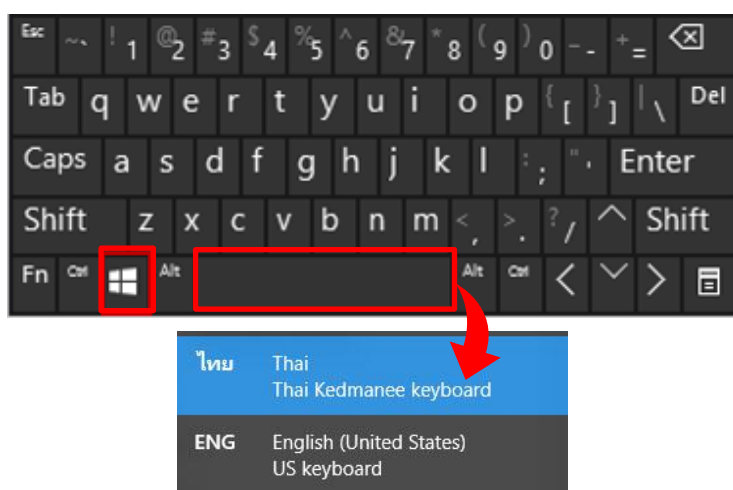 Esc ~ ` ! 1 @ 2 # 3 $ 4 % 5 ^ 6 & 7 * 8 ( 9 ) 0 - - + =
Tab q w e r t y u i o p { [ } ] | \ Del
Caps a s d f g h j k l : ; " ' Enter
Shift z x c v b n m < , > . ? / Shift
Fn Ctrl Alt Alt Ctrl
ไทย Thai
Thai Kedmanee keyboard
ENG English (United States)
US keyboard